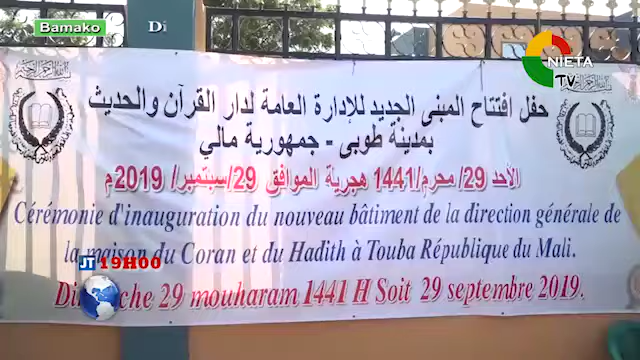 Bamako
Di
NIETA
TV
حفل افتتاح المبنى الجديد للإدارة العامة لدار القرآن والحديث
بمدينة طوبى - جمهورية مالي
الأحد 29/ محرم/1441 هجرية الموافق 29/سبتمبر/ 2019م
Cérémonie d'inauguration du nouveau bâtiment de la direction générale de
la maison du Coran et du Hadith à Touba République du Mali.
JT 19H00
Dimanche 29 mouharam 1441 H Soit 29 septembre 2019.